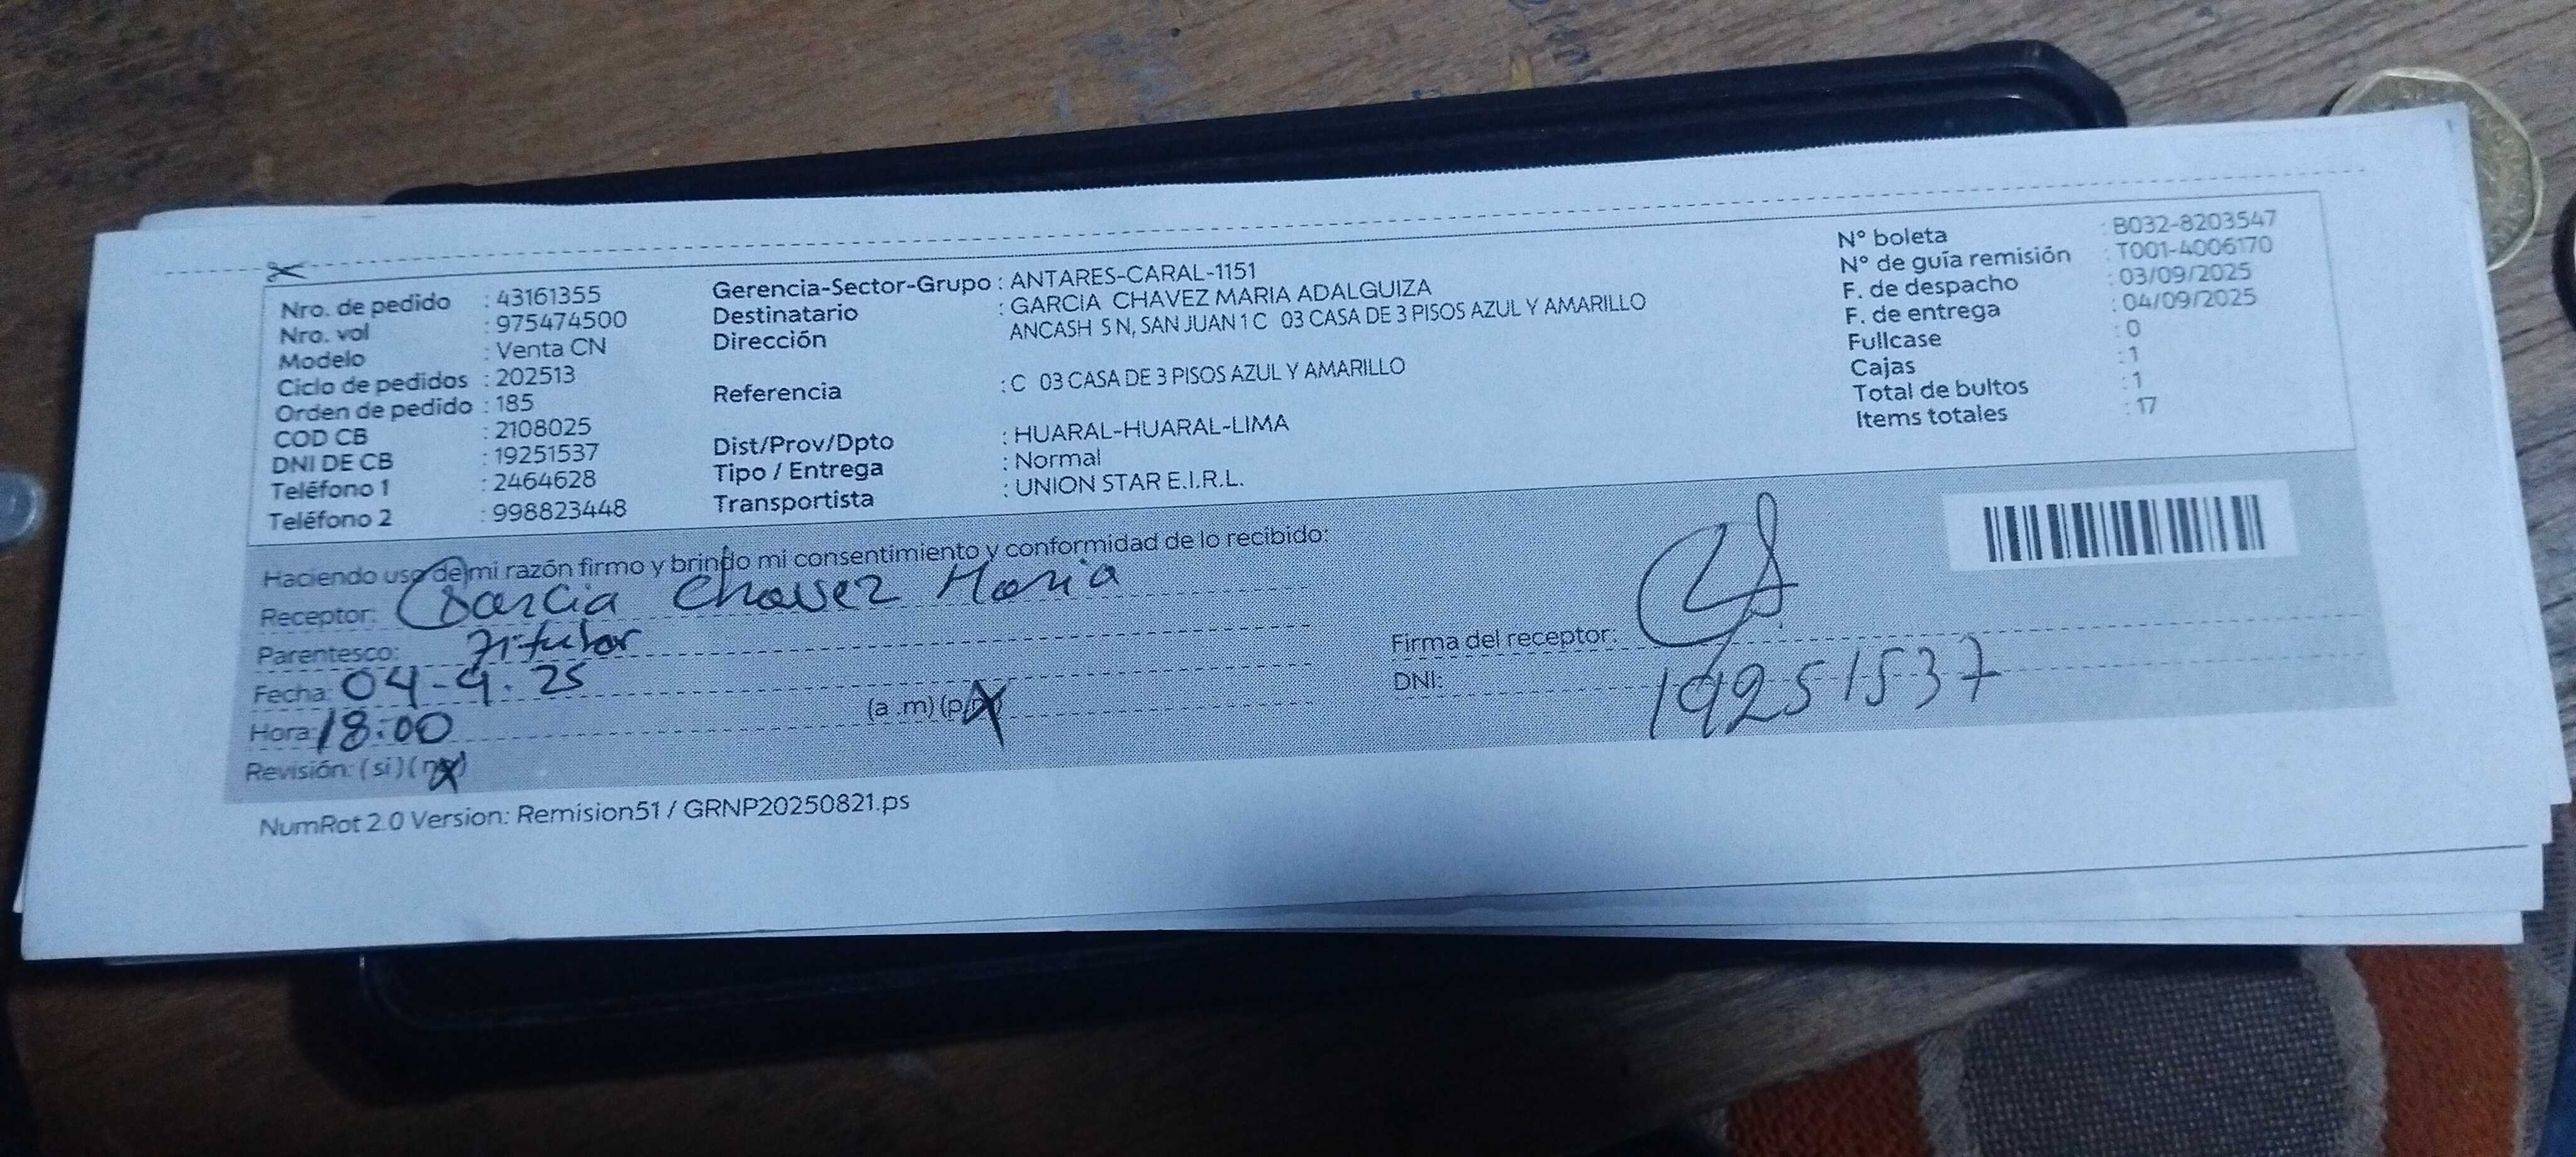 Nro. de pedido : 43161355
Nro. vol : 975474500
Modelo : Venta CN
Ciclo de pedidos : 202513
Orden de pedido : 185
COD CB : 2108025
DNI DE CB : 19251537
Teléfono 1 : 2464628
Teléfono 2 : 998823448
Gerencia-Sector-Grupo : ANTARES-CARAL-1151
Destinatario : GARCIA CHAVEZ MARIA ADALGUIZA
Dirección ANCASH S N, SAN JUAN 1 C 03 CASA DE 3 PISOS AZUL Y AMARILLO
Referencia : C 03 CASA DE 3 PISOS AZUL Y AMARILLO
Dist/Prov/Dpto : HUARAL-HUARAL-LIMA
Tipo / Entrega : Normal
Transportista : UNION STAR E.I.R.L.
N° boleta : B032-8203547
N° de guía remisión : T001-4006170
F. de despacho : 03/09/2025
F. de entrega : 04/09/2025
Fullcase : 0
Cajas : 1
Total de bultos : 1
Items totales : 17
Haciendo uso de mi razón firmo y brindo mi consentimiento y conformidad de lo recibido:
Receptor: Garcia Chavez Maria
Parentesco: Titular
Fecha: 04-9-25
Hora: 18:00 (a .m) (p.m)
Revisión: (si) (no)
Firma del receptor:
DNI: 19251537
NumRot 2.0 Version: Remision51 / GRNP20250821.ps